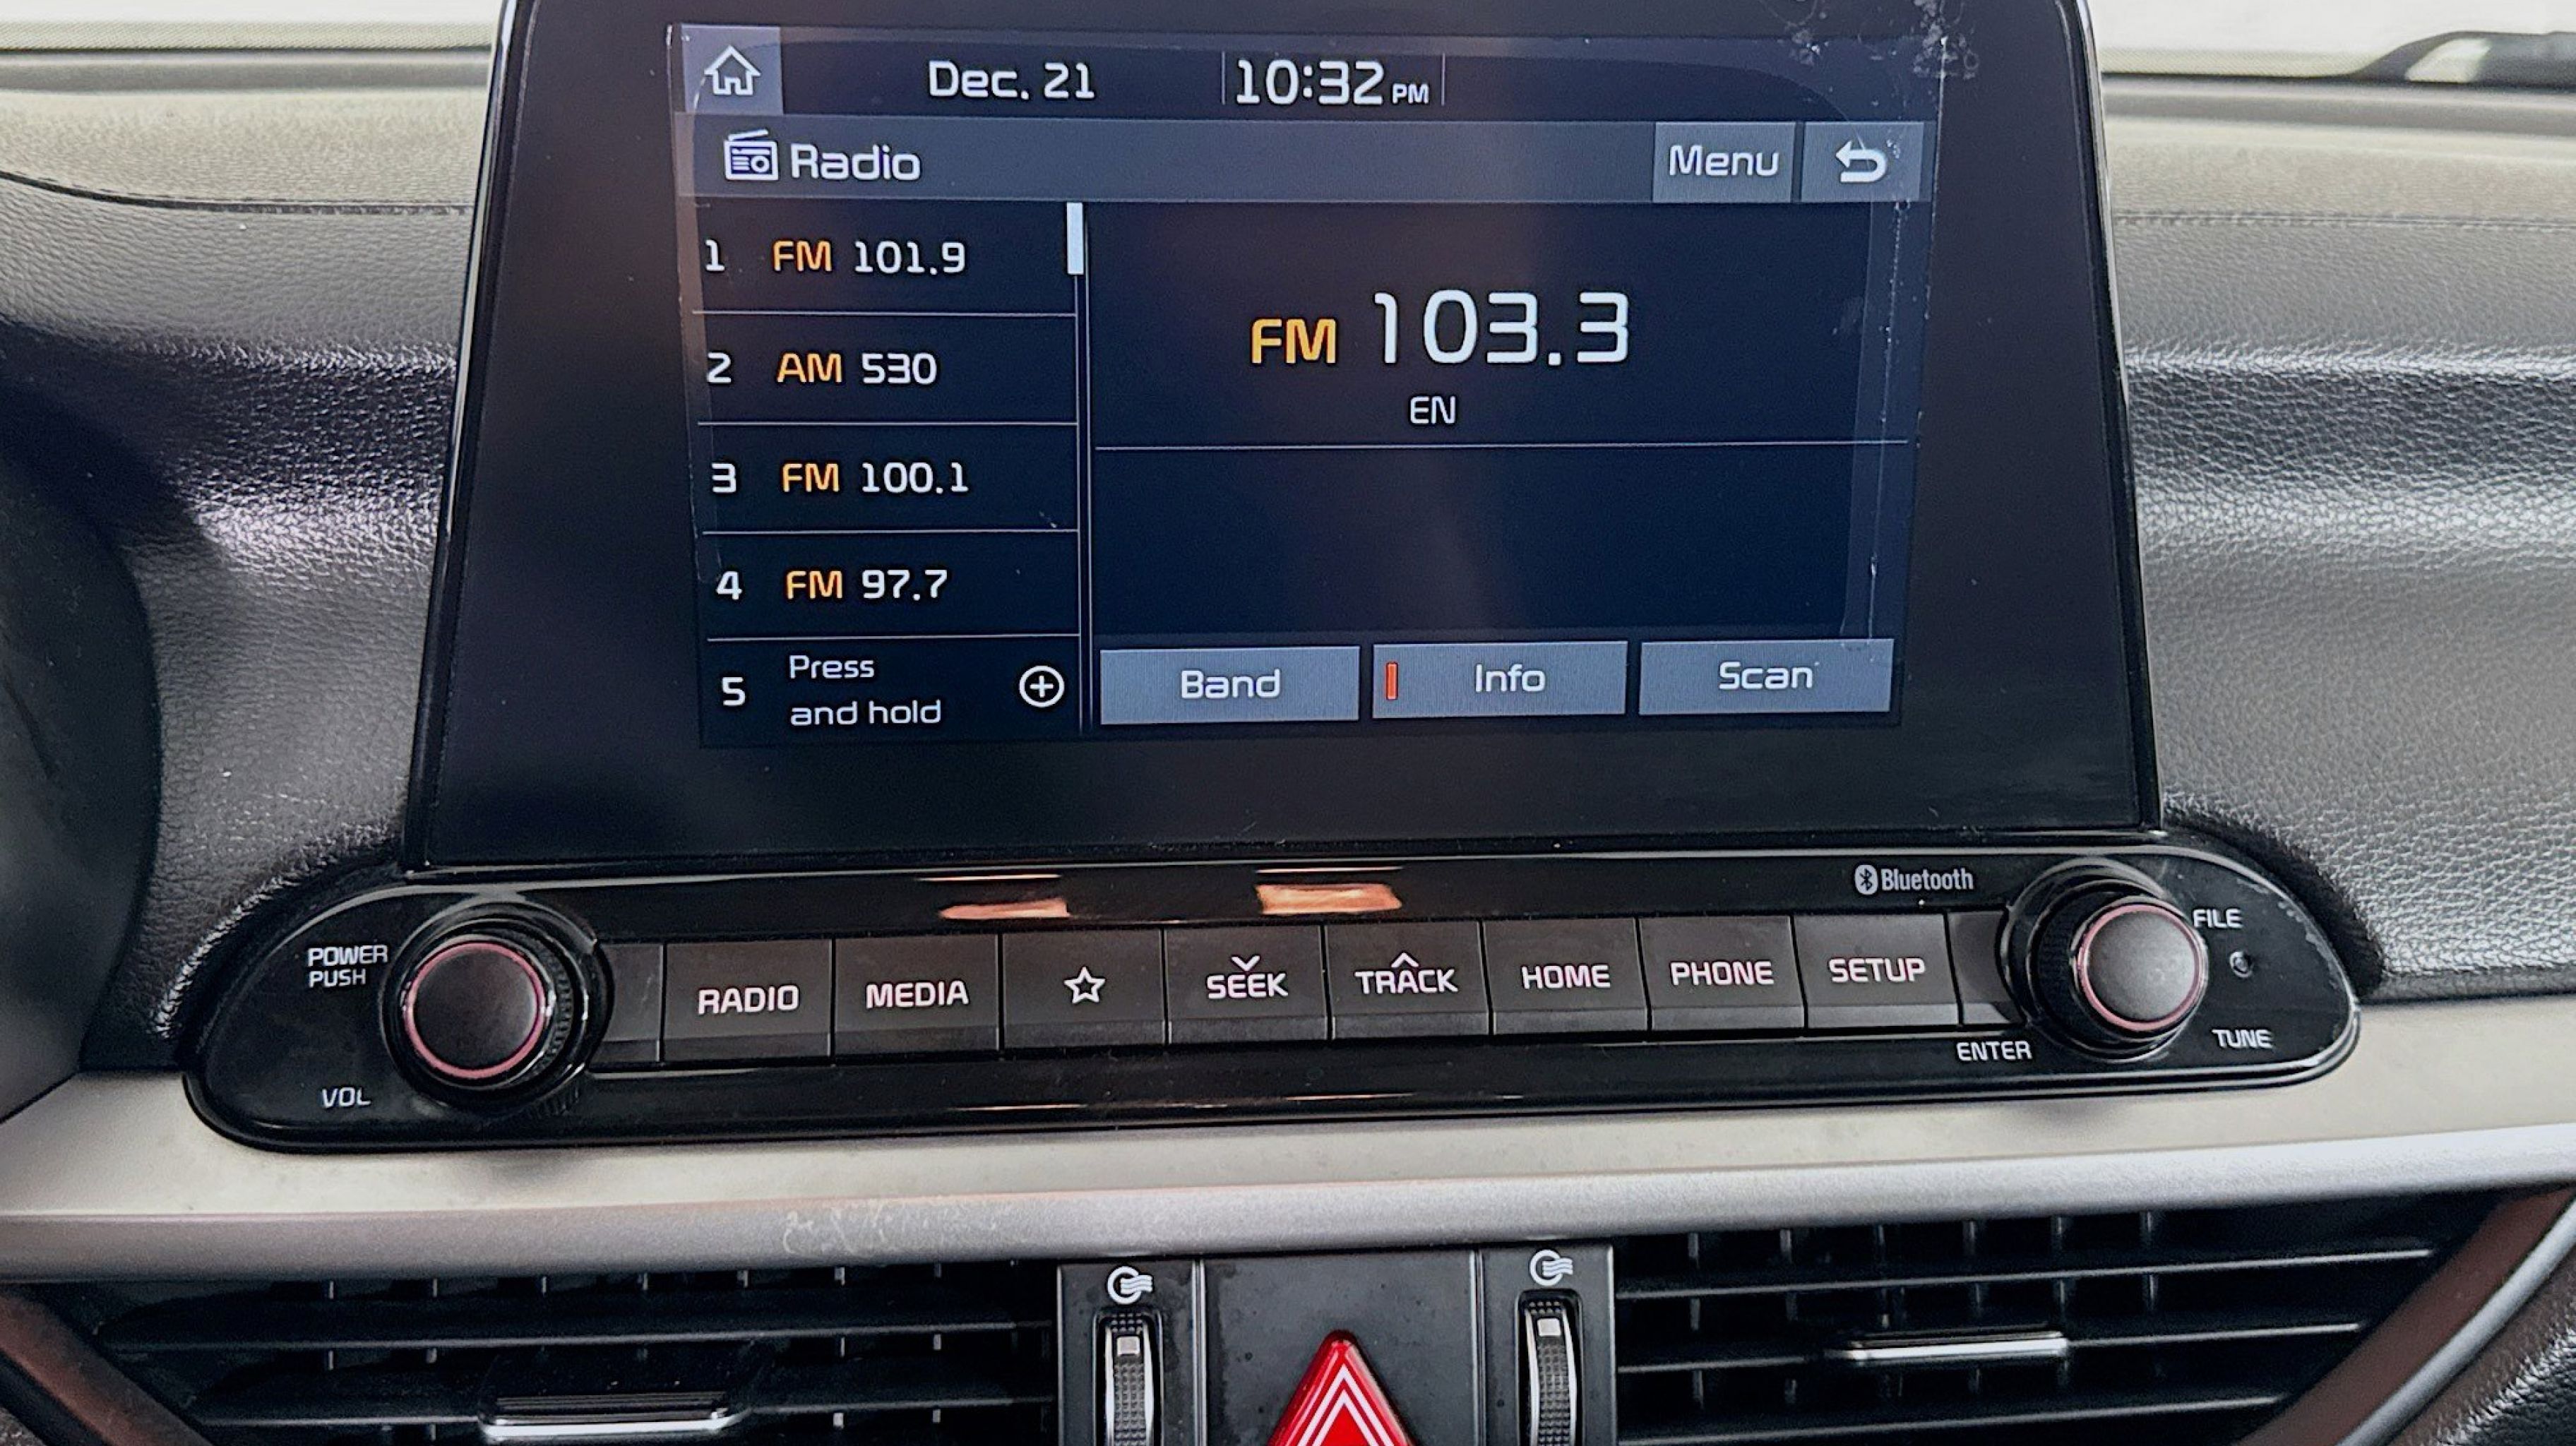 Dec. 21 10:32 PM
Radio Menu
1 FM 101.9
2 AM 530
3 FM 100.1
4 FM 97.7
5 Press and hold
FM 103.3
EN
Band Info Scan
Bluetooth
POWER
PUSH
VOL
RADIO MEDIA SEEK TRACK HOME PHONE SETUP
FILE
TUNE
ENTER